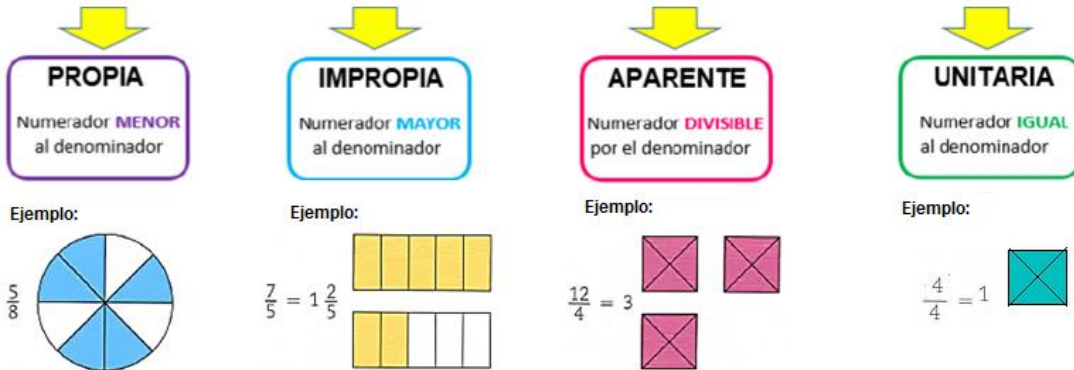 PROPIA
Numerador MENOR
al denominador
IMPROPIA
Numerador MAYOR
al denominador
APARENTE
Numerador DIVISIBLE
por el denominador
UNITARIA
Numerador IGUAL
al denominador
Ejemplo:
5/8
Ejemplo:
7/5 = 1 2/5
Ejemplo:
12/4 = 3
Ejemplo:
4/4 = 1